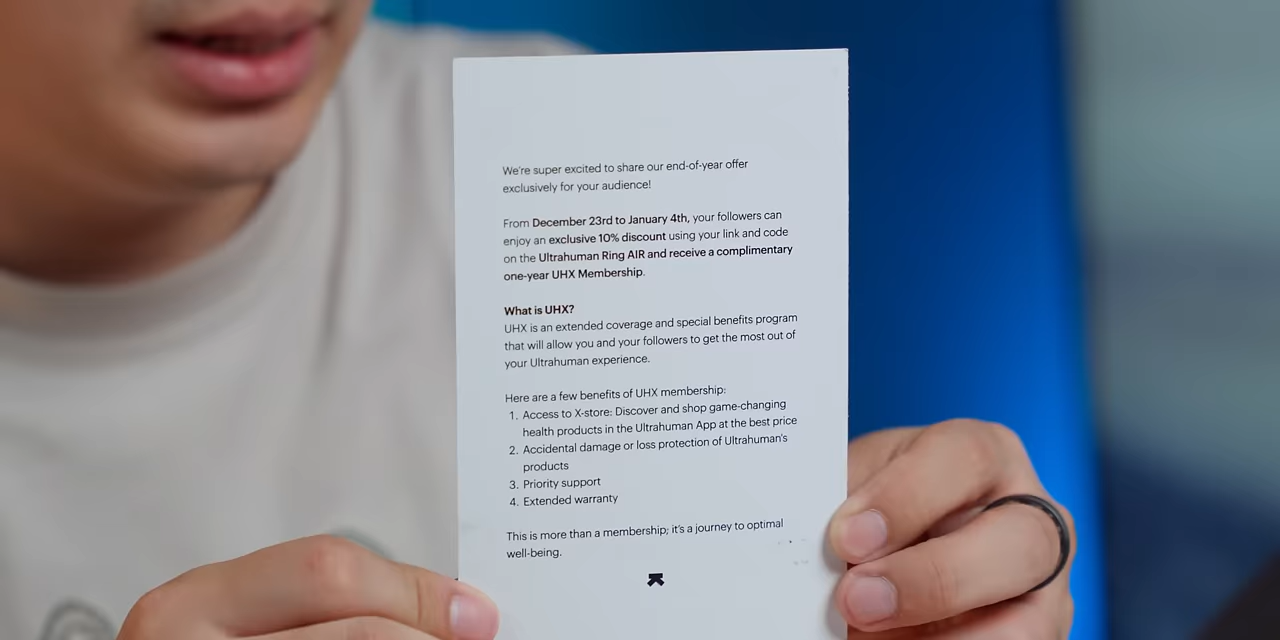 We're super excited to share our end-of-year offer
exclusively for your audience!
From December 23rd to January 4th, your followers can
enjoy an exclusive 10% discount using your link and code
on the Ultrahuman Ring AIR and receive a complimentary
one-year UHX Membership.
What is UHX?
UHX is an extended coverage and special benefits program
that will allow you and your followers to get the most out of
your Ultrahuman experience.
Here are a few benefits of UHX membership:
1. Access to X-store: Discover and shop game-changing
health products in the Ultrahuman App at the best price
2. Accidental damage or loss protection of Ultrahuman's
products
3. Priority support
4. Extended warranty
This is more than a membership; it's a journey to optimal
well-being.